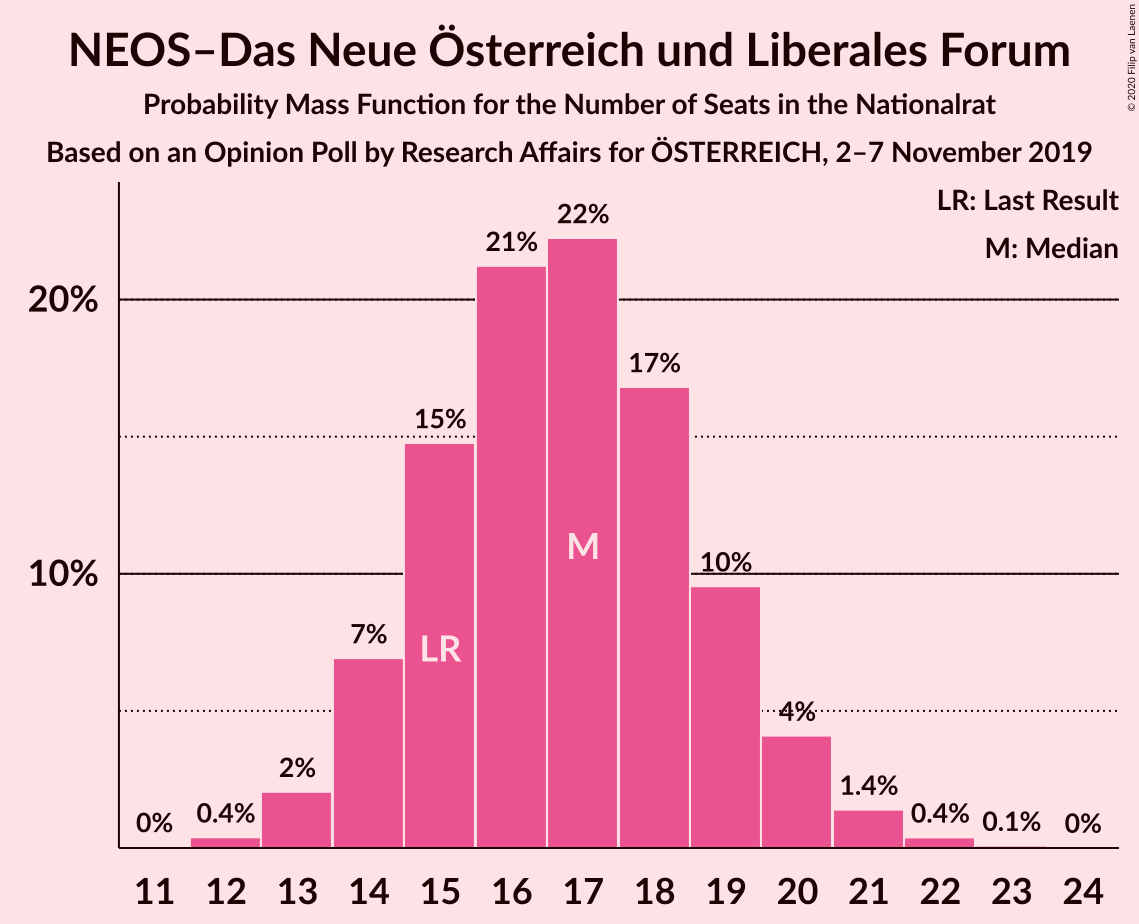 NEOS–Das Neue Österreich und Liberales Forum
Probability Mass Function for the Number of Seats in the Nationalrat
Based on an Opinion Poll by Research Affairs for ÖSTERREICH, 2–7 November 2019
© 2020 Filip van Laenen
LR: Last Result
M: Median
22%
21%
20%
17%
15%
M
10%
10%
LR
7%
4%
2%
1.4%
0% 0.4% 0.4% 0.1% 0%
11 12 13 14 15 16 17 18 19 20 21 22 23 24